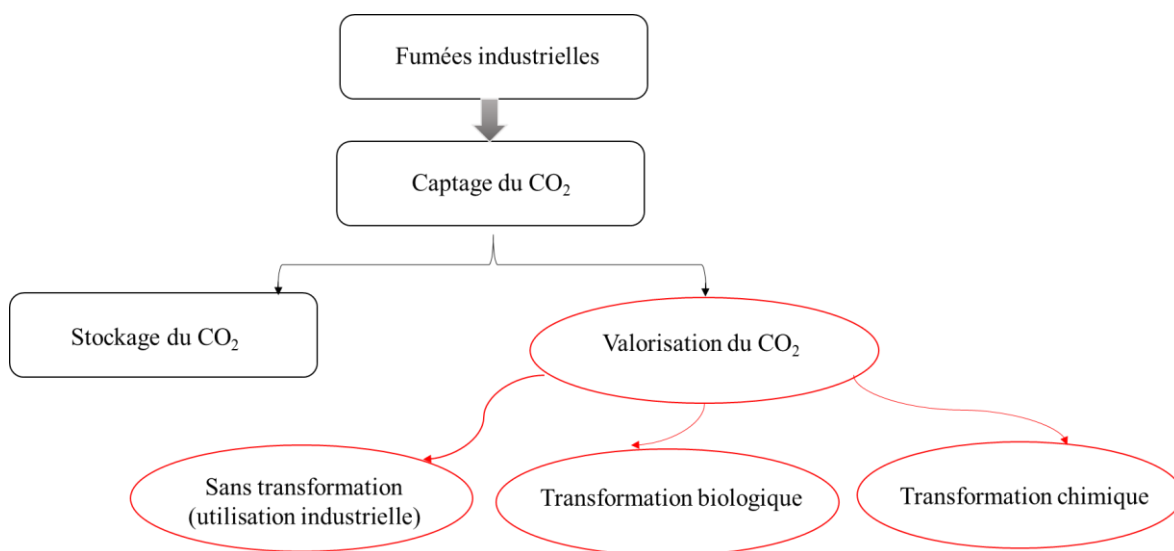 Fumées industrielles
Captage du CO₂
Stockage du CO₂
Valorisation du CO₂
Sans transformation
(utilisation industrielle)
Transformation biologique
Transformation chimique